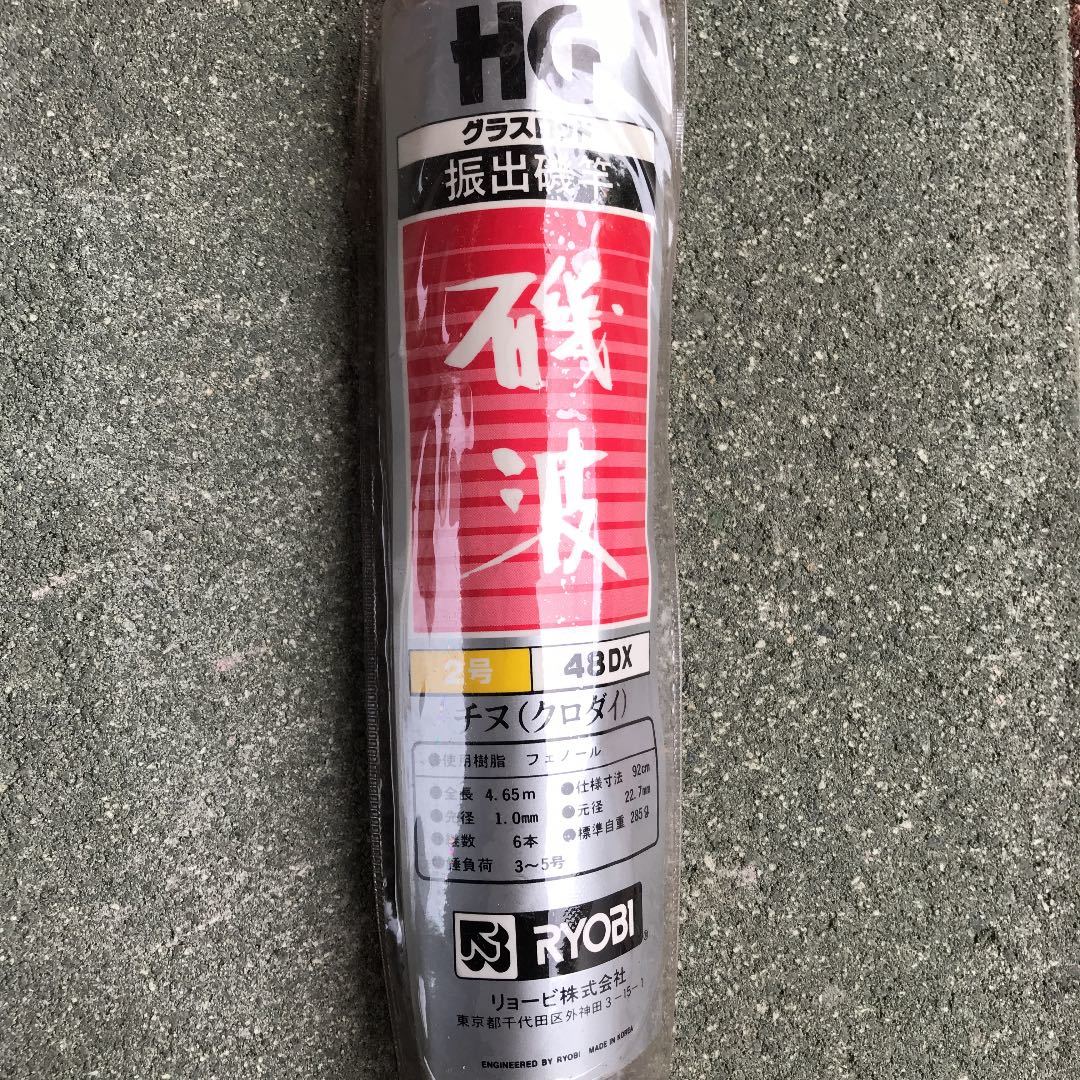 HG
グラスロッド
振出磯竿
磯
波
2号 48DX
チヌ(クロダイ)
●使用樹脂 フェノール
●全長 4.65m ●仕様寸法 92cm
●先径 1.0mm ●元径 22.7mm
●継数 6本 ●標準自重 285g
●錘負荷 3〜5号
RYOBI®
リョービ株式会社
東京都千代田区外神田3-15-1
ENGINEERED BY RYOBI MADE IN KOREA